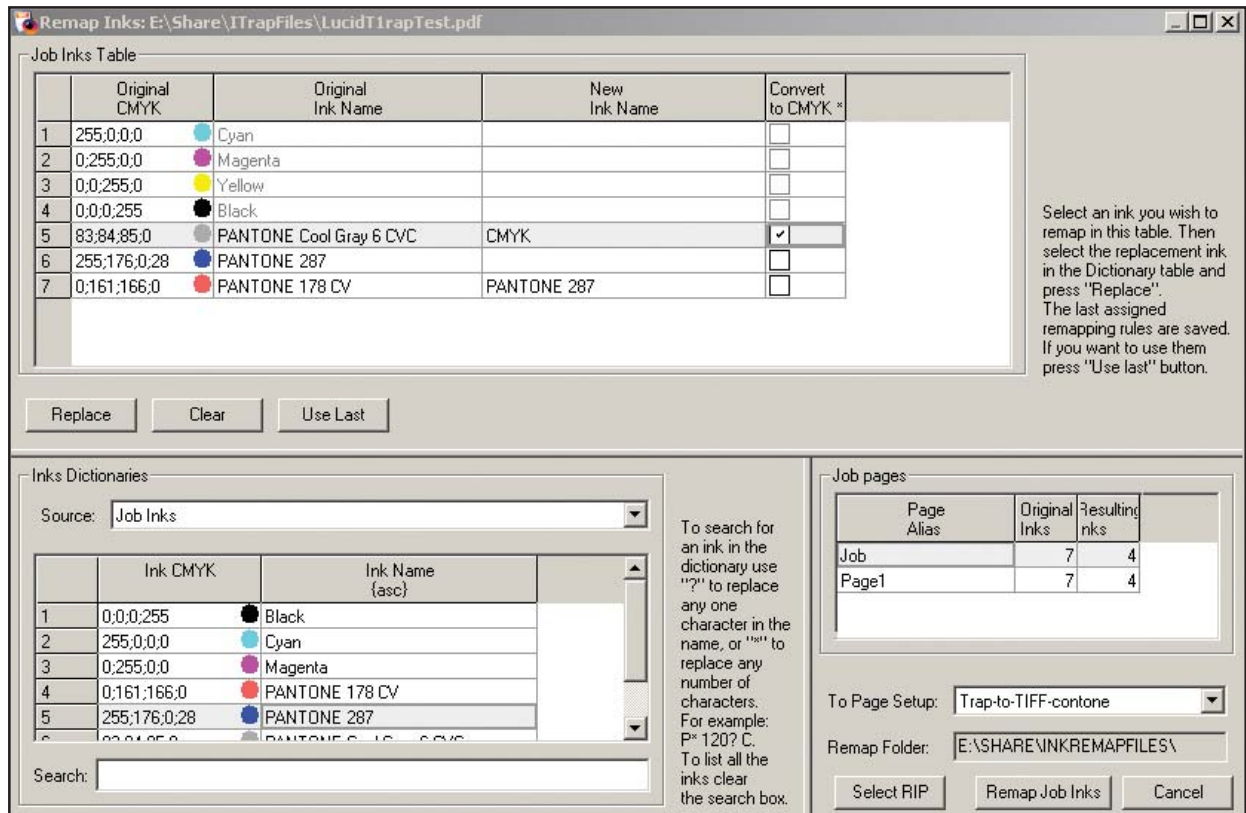 Remap Inks: E:\Share\ITrapFiles\LucidT1rapTest.pdf
Job Inks Table
Original CMYK Original Ink Name New Ink Name Convert to CMYK *
1 255;0;0;0 Cyan
2 0;255;0;0 Magenta
3 0;0;255;0 Yellow
4 0;0;0;255 Black
5 83;84;85;0 PANTONE Cool Gray 6 CVC CMYK
6 255;176;0;28 PANTONE 287
7 0;161;166;0 PANTONE 178 CV PANTONE 287
Select an ink you wish to
remap in this table. Then
select the replacement ink
in the Dictionary table and
press "Replace".
The last assigned
remapping rules are saved.
If you want to use them
press "Use last" button.
Replace Clear Use Last
Inks Dictionaries
Source: Job Inks
Ink CMYK Ink Name
{asc}
1 0;0;0;255 Black
2 255;0;0;0 Cyan
3 0;255;0;0 Magenta
4 0;161;166;0 PANTONE 178 CV
5 255;176;0;28 PANTONE 287
Search:
To search for
an ink in the
dictionary use
"?" to replace
any one
character in the
name, or "*" to
replace any
number of
characters.
For example:
P* 120? C.
To list all the
inks clear
the search box.
Job pages
Page Alias Original Inks Resulting nks
Job 7 4
Page1 7 4
To Page Setup: Trap-to-TIFF-contone
Remap Folder: E:\SHARE\INKREMAPFILES\
Select RIP Remap Job Inks Cancel